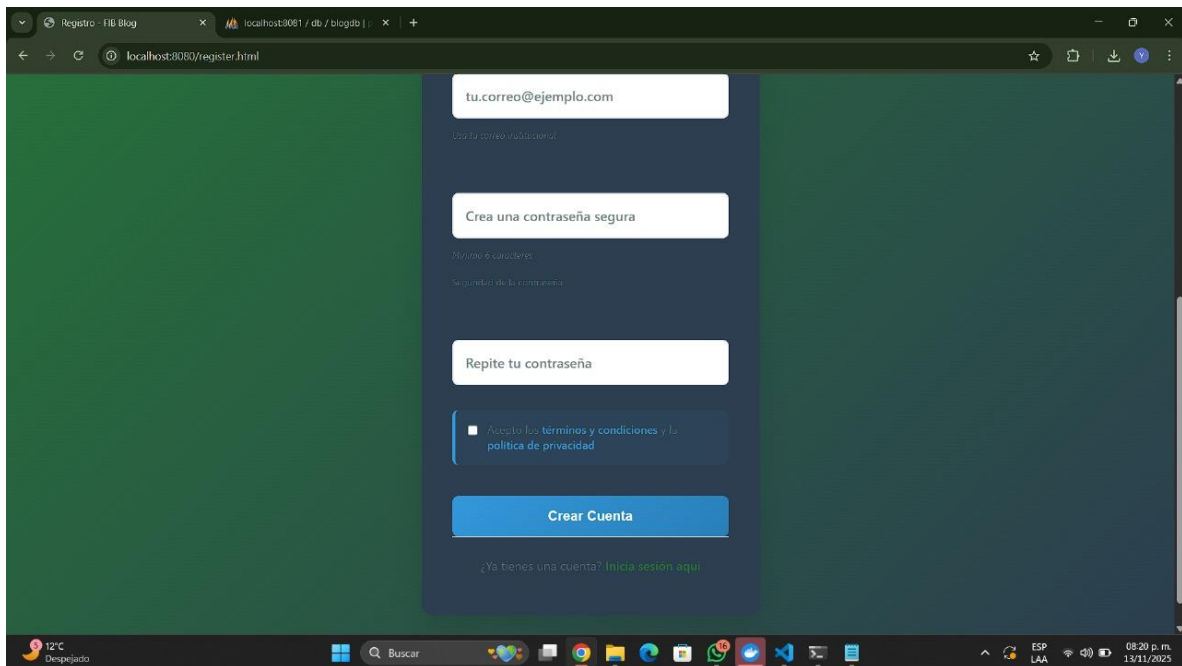 Registro - FIB Blog
localhost:8081 / db / blogdb |
localhost:8080/register.html
tu.correo@ejemplo.com
Usa tu correo institucional
Crea una contraseña segura
Mínimo 6 caracteres
Seguridad de la contraseña
Repite tu contraseña
Acepto los términos y condiciones y la
política de privacidad
Crear Cuenta
¿Ya tienes una cuenta? Inicia sesión aquí
5
12°C
Despejado
Buscar
16
ESP
LAA
08:20 p. m.
13/11/2025
Y